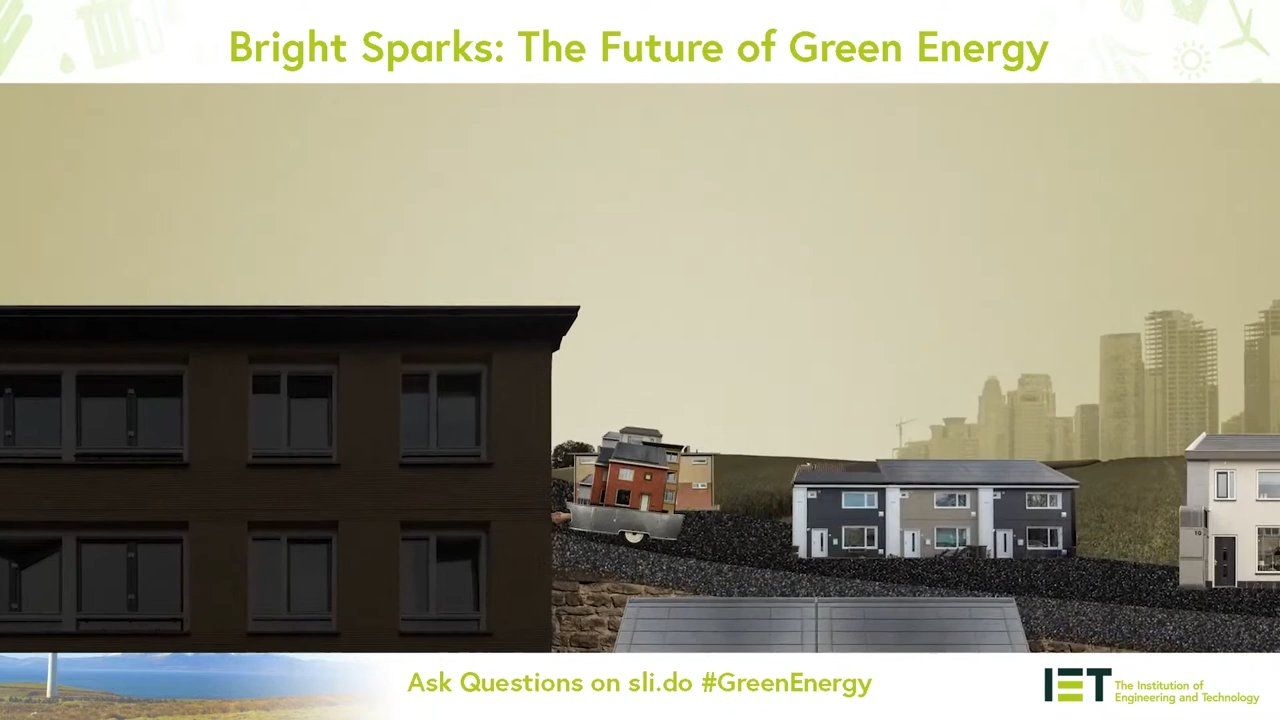 Bright Sparks: The Future of Green Energy
10
Ask Questions on sli.do #GreenEnergy
IET The Institution of
Engineering and Technology